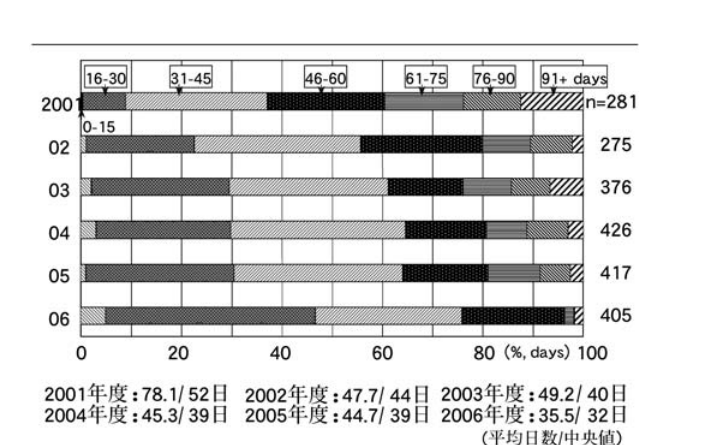 16-30 31-45 46-60 61-75 76-90 91+ days
2001 n=281
0-15
02 275
03 376
04 426
05 417
06 405
0 20 40 60 80 (%, days) 100
2001年度:78.1/52日 2002年度:47.7/44日 2003年度:49.2/40日
2004年度:45.3/39日 2005年度:44.7/39日 2006年度:35.5/32日
(平均日数/中央値)